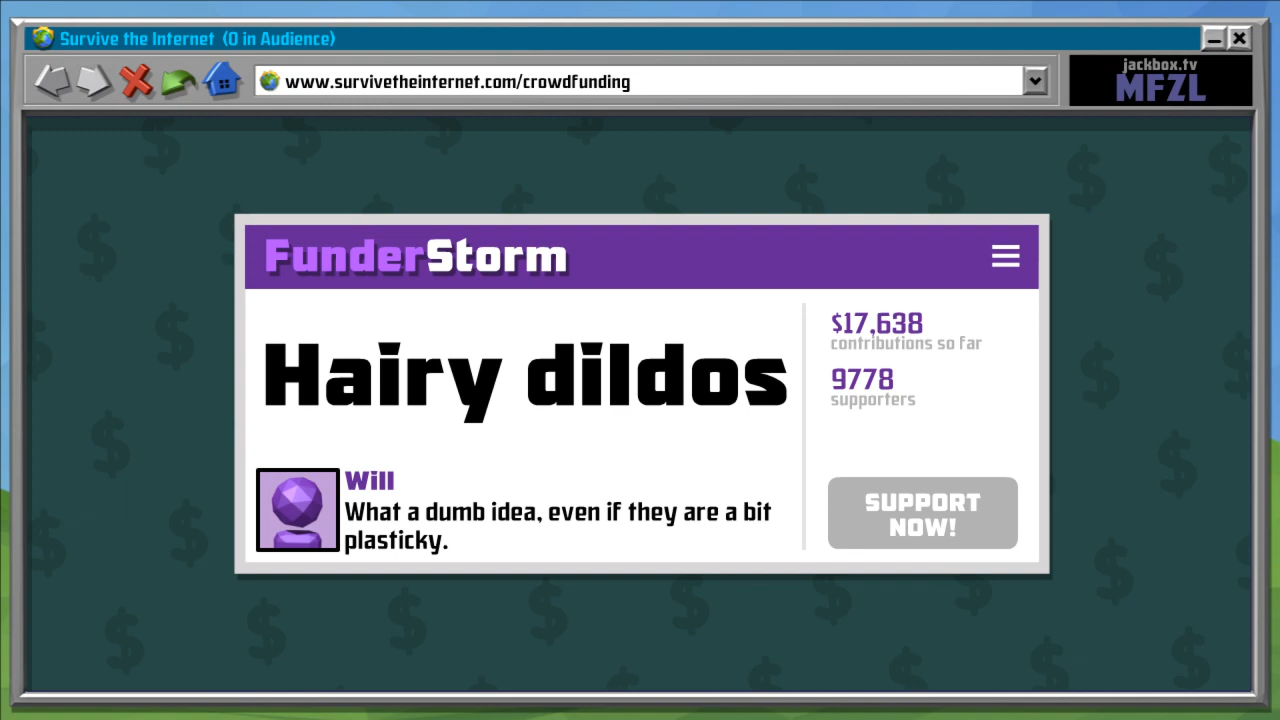 Survive the Internet (0 in Audience)
www.survivetheinternet.com/crowdfunding
jackbox.tv
MFZL
FunderStorm
Hairy dildos
$17,638
contributions so far
9778
supporters
Will
What a dumb idea, even if they are a bit
plasticky.
SUPPORT
NOW!